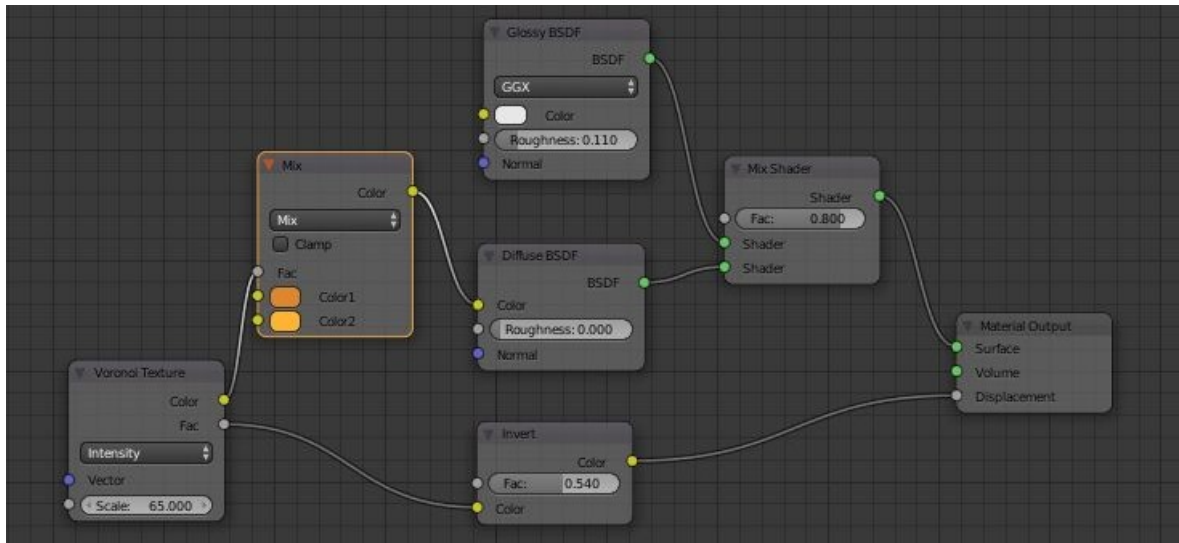 Glossy BSDF
BSDF
GGX
Color
Roughness: 0.110
Normal
Mix
Color
Mix
Clamp
Fac
Color1
Color2
Mix Shader
Shader
Fac: 0.800
Shader
Shader
Diffuse BSDF
BSDF
Color
Roughness: 0.000
Normal
Material Output
Surface
Volume
Displacement
Voronoi Texture
Color
Fac
Intensity
Vector
Scale: 65.000
Invert
Color
Fac: 0.540
Color